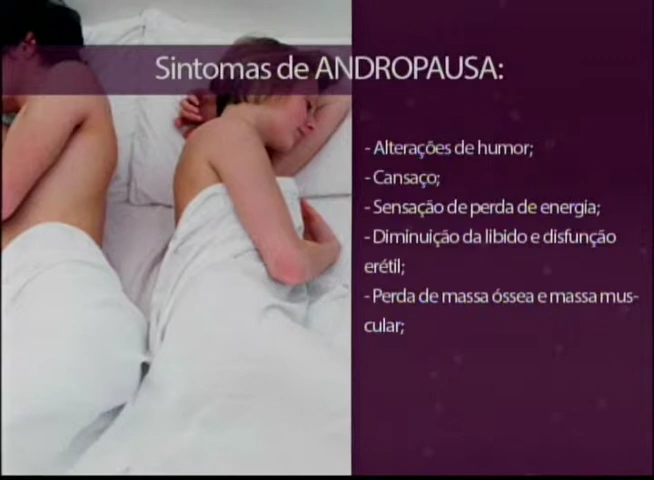 Sintomas de ANDROPAUSA:
- Alterações de humor;
- Cansaço;
- Sensação de perda de energia;
- Diminuição da libido e disfunção
erétil;
- Perda de massa óssea e massa mus-
cular;